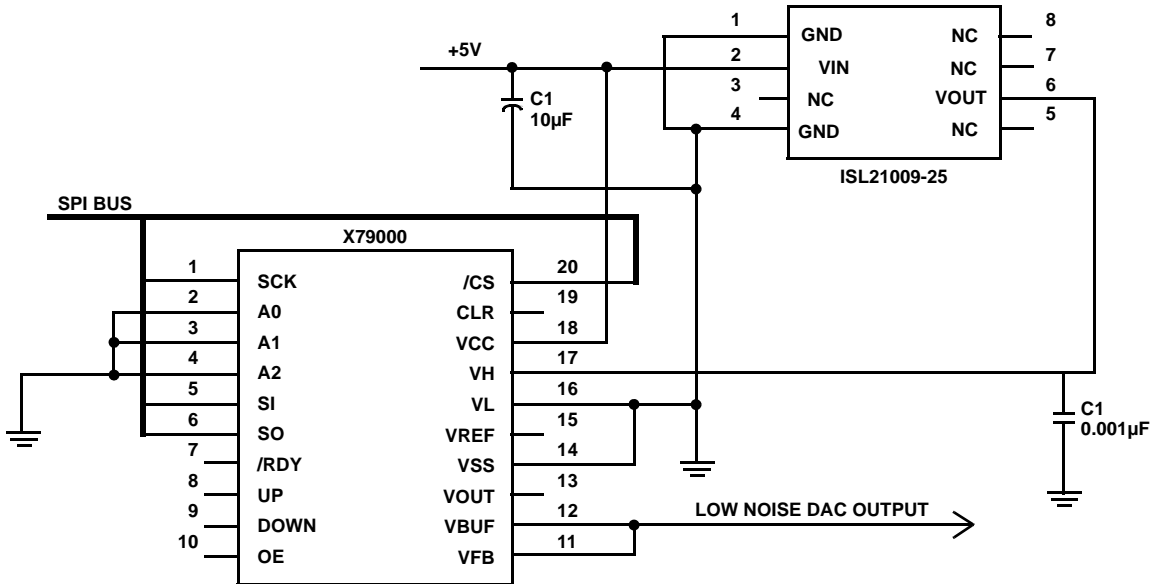 +5V
C1
10µF
1
GND
NC
8
2
VIN
NC
7
3
NC
VOUT
6
4
GND
NC
5
ISL21009-25
SPI BUS
X79000
1
SCK
/CS
20
2
A0
CLR
19
3
A1
VCC
18
4
A2
VH
17
5
SI
VL
16
6
SO
VREF
15
7
/RDY
VSS
14
8
UP
VOUT
13
9
DOWN
VBUF
12
10
OE
VFB
11
C1
0.001µF
LOW NOISE DAC OUTPUT